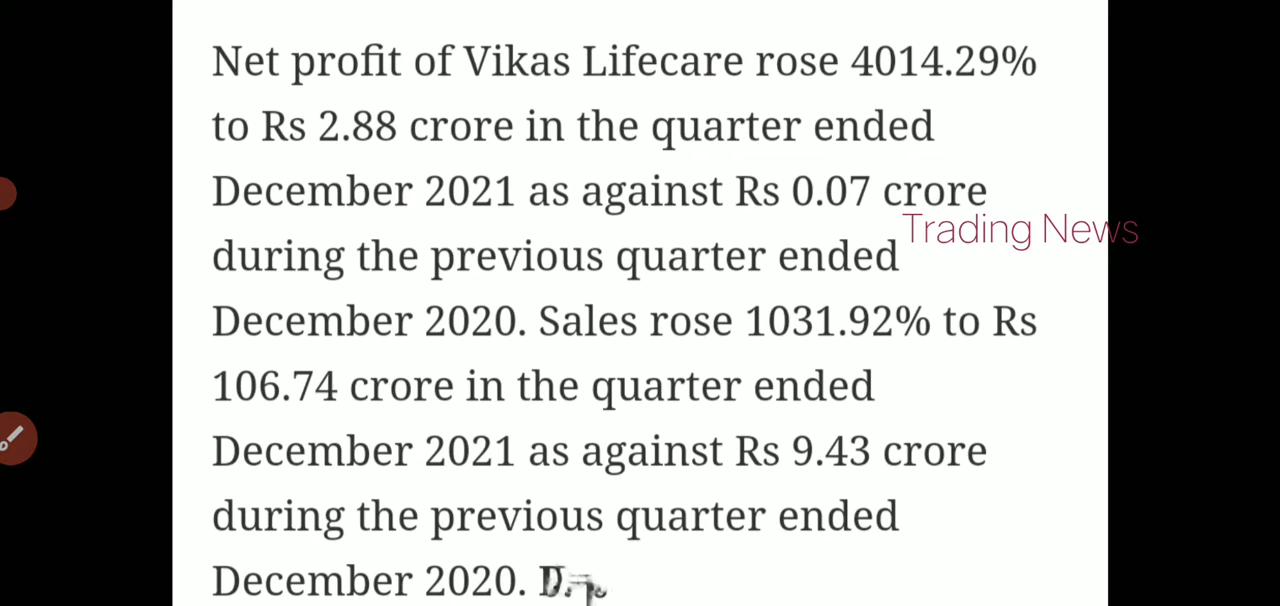 Net profit of Vikas Lifecare rose 4014.29%
to Rs 2.88 crore in the quarter ended
December 2021 as against Rs 0.07 crore
Trading News
during the previous quarter ended
December 2020. Sales rose 1031.92% to Rs
106.74 crore in the quarter ended
December 2021 as against Rs 9.43 crore
during the previous quarter ended
December 2020.